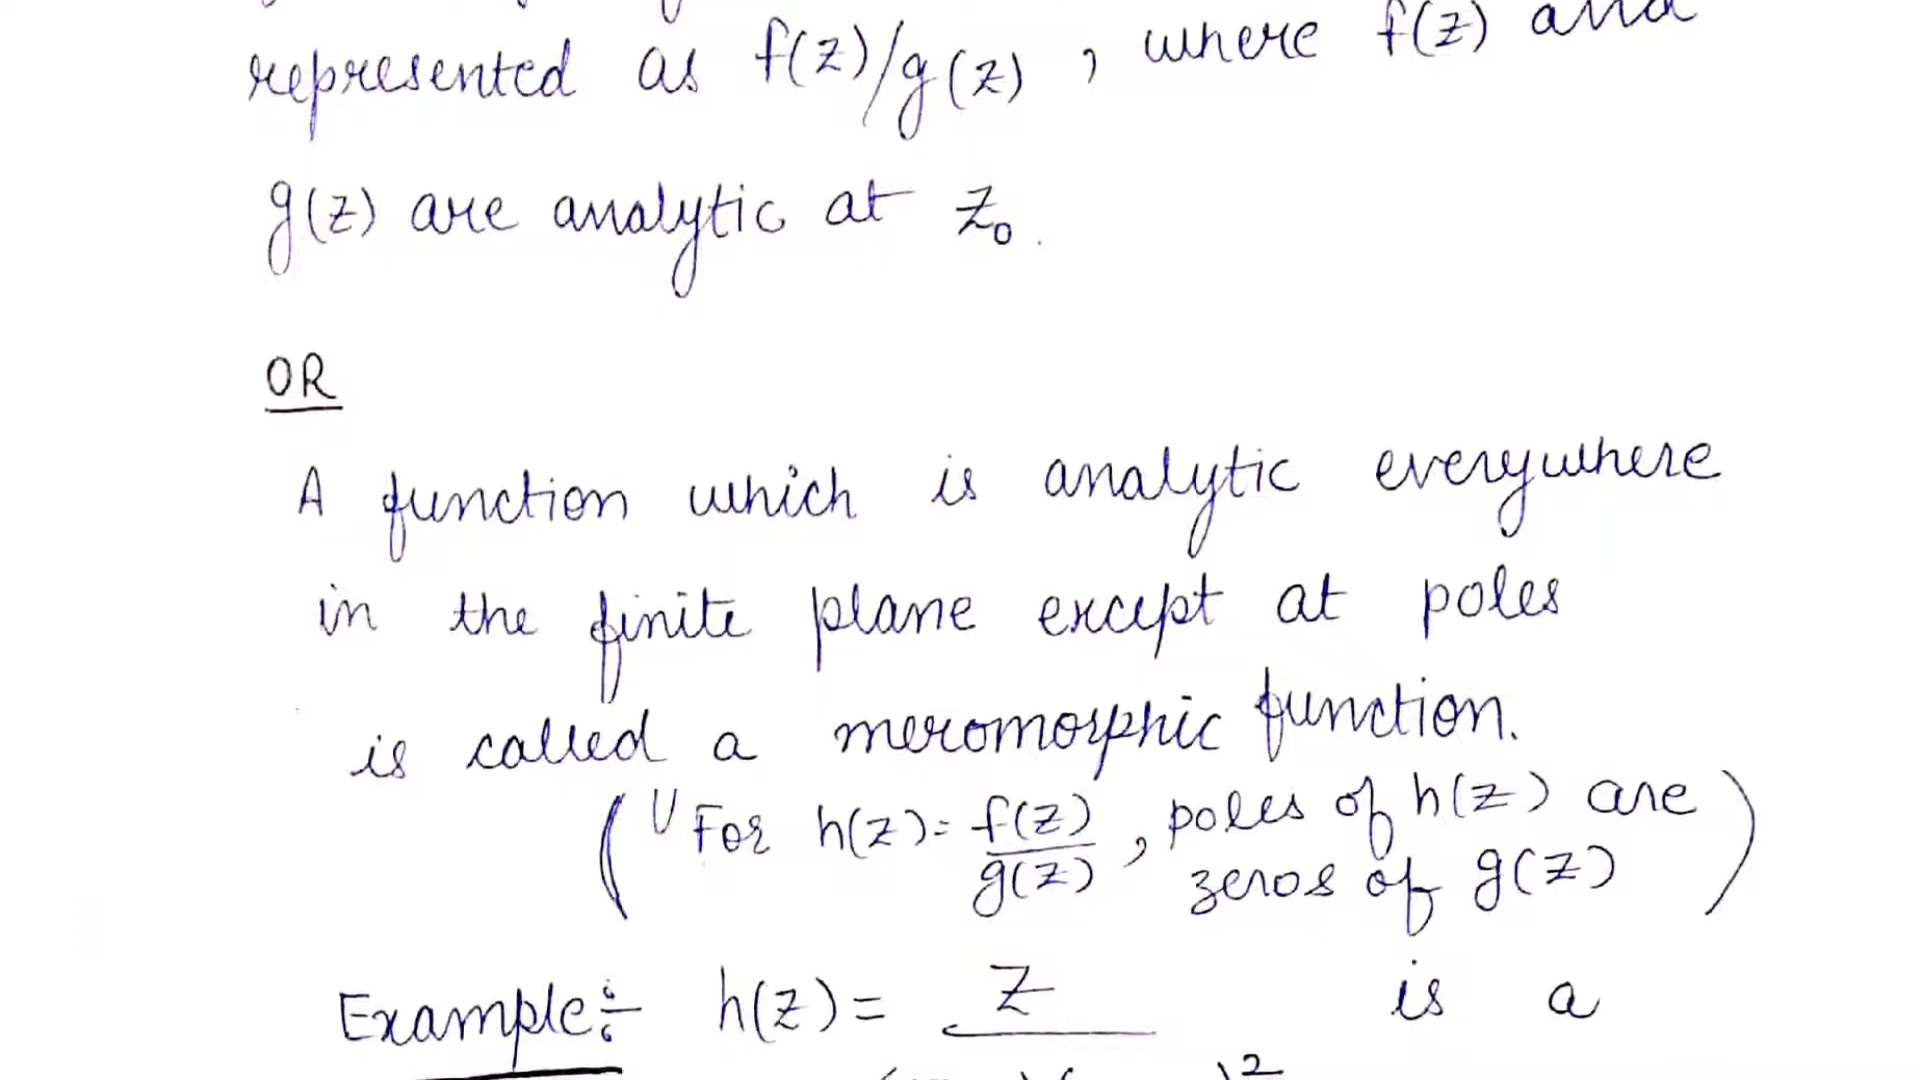 represented as f(z)/g(z), where f(z) and
g(z) are analytic at z₀.
OR
A function which is analytic everywhere
in the finite plane except at poles
is called a meromorphic function.
(For h(z) = f(z)/g(z), poles of h(z) are
zeros of g(z))
Example:- h(z) = z is a